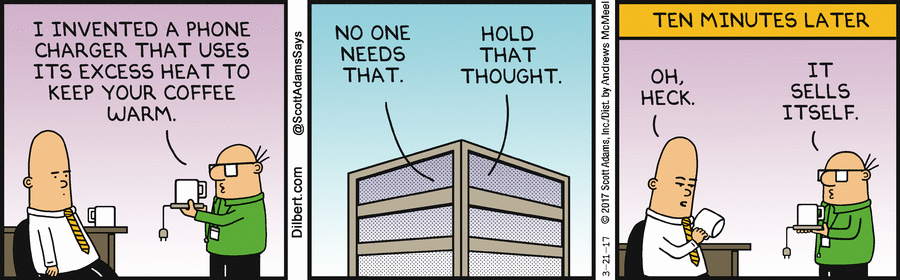 I INVENTED A PHONE
CHARGER THAT USES
ITS EXCESS HEAT TO
KEEP YOUR COFFEE
WARM.
Dilbert.com
@ScottAdamsSays
NO ONE
NEEDS
THAT.
HOLD
THAT
THOUGHT.
3-21-17 © 2017 Scott Adams, Inc./Dist. by Andrews McMeel
TEN MINUTES LATER
OH,
HECK.
IT
SELLS
ITSELF.